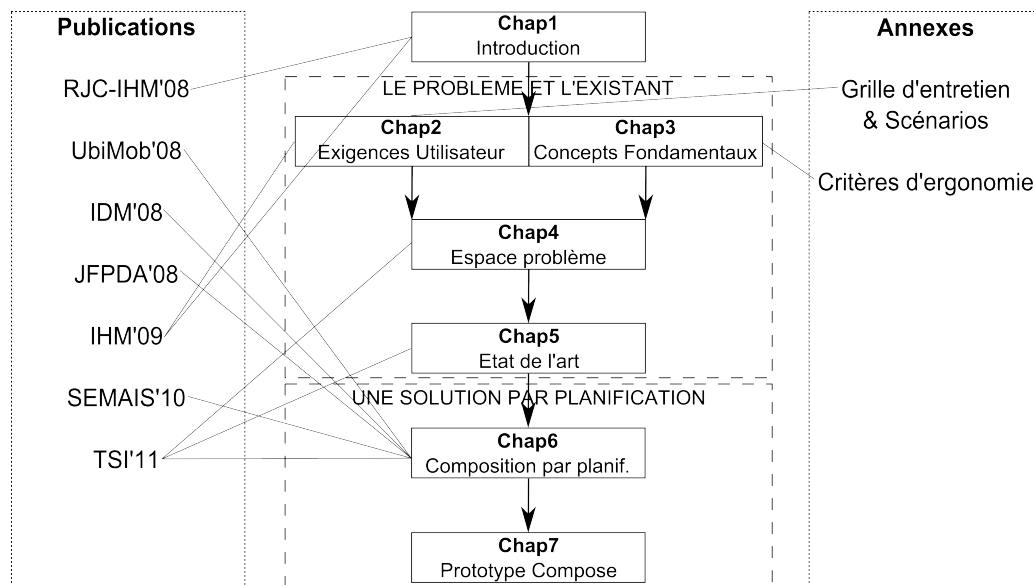 Publications
RJC-IHM'08
UbiMob'08
IDM'08
JFPDA'08
IHM'09
SEMAIS'10
TSI'11
Chap1
Introduction
LE PROBLEME ET L'EXISTANT
Chap2
Exigences Utilisateur
Chap3
Concepts Fondamentaux
Chap4
Espace problème
Chap5
Etat de l'art
UNE SOLUTION PAR PLANIFICATION
Chap6
Composition par planif.
Chap7
Prototype Compose
Annexes
Grille d'entretien
& Scénarios
Critères d'ergonomie